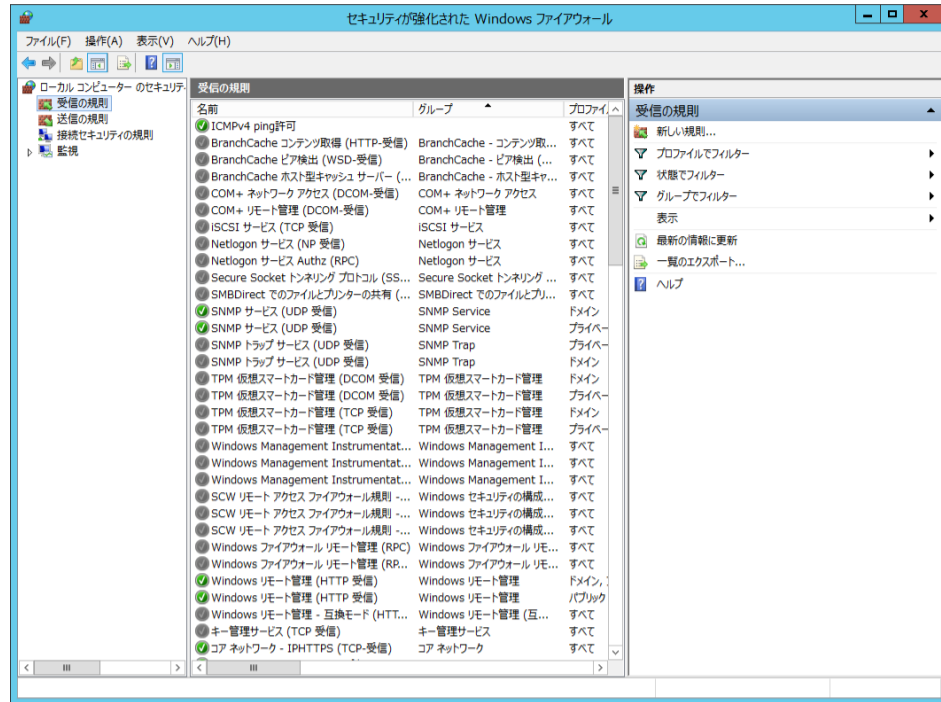 セキュリティが強化された Windows ファイアウォール
ファイル(F) 操作(A) 表示(V) ヘルプ(H)
ローカル コンピューター のセキュリテ
受信の規則
送信の規則
接続セキュリティの規則
監視
受信の規則
名前 グループ プロファイ
ICMPv4 ping許可 すべて
BranchCache コンテンツ取得 (HTTP-受信) BranchCache - コンテンツ取... すべて
BranchCache ピア検出 (WSD-受信) BranchCache - ピア検出 (... すべて
BranchCache ホスト型キャッシュ サーバー (... BranchCache - ホスト型キャ... すべて
COM+ ネットワーク アクセス (DCOM-受信) COM+ ネットワーク アクセス すべて
COM+ リモート管理 (DCOM-受信) COM+ リモート管理 すべて
iSCSI サービス (TCP 受信) iSCSI サービス すべて
Netlogon サービス (NP 受信) Netlogon サービス すべて
Netlogon サービス Authz (RPC) Netlogon サービス すべて
Secure Socket トンネリング プロトコル (SS... Secure Socket トンネリング ... すべて
SMBDirect でのファイルとプリンターの共有 (... SMBDirect でのファイルとプリ... すべて
SNMP サービス (UDP 受信) SNMP Service ドメイン
SNMP サービス (UDP 受信) SNMP Service プライベー
SNMP トラップ サービス (UDP 受信) SNMP Trap プライベー
SNMP トラップ サービス (UDP 受信) SNMP Trap ドメイン
TPM 仮想スマートカード管理 (DCOM 受信) TPM 仮想スマートカード管理 ドメイン
TPM 仮想スマートカード管理 (DCOM 受信) TPM 仮想スマートカード管理 プライベー
TPM 仮想スマートカード管理 (TCP 受信) TPM 仮想スマートカード管理 ドメイン
TPM 仮想スマートカード管理 (TCP 受信) TPM 仮想スマートカード管理 プライベー
Windows Management Instrumentat... Windows Management I... すべて
Windows Management Instrumentat... Windows Management I... すべて
Windows Management Instrumentat... Windows Management I... すべて
SCW リモート アクセス ファイアウォール規則 -... Windows セキュリティの構成... すべて
SCW リモート アクセス ファイアウォール規則 -... Windows セキュリティの構成... すべて
SCW リモート アクセス ファイアウォール規則 -... Windows セキュリティの構成... すべて
Windows ファイアウォール リモート管理 (RPC) Windows ファイアウォール リモ... すべて
Windows ファイアウォール リモート管理 (RP... Windows ファイアウォール リモ... すべて
Windows リモート管理 (HTTP 受信) Windows リモート管理 ドメイン,
Windows リモート管理 (HTTP 受信) Windows リモート管理 パブリック
Windows リモート管理 - 互換モード (HTT... Windows リモート管理 (互... すべて
キー管理サービス (TCP 受信) キー管理サービス すべて
コア ネットワーク - IPHTTPS (TCP-受信) コア ネットワーク すべて
操作
受信の規則
新しい規則...
プロファイルでフィルター
状態でフィルター
グループでフィルター
表示
最新の情報に更新
一覧のエクスポート...
ヘルプ